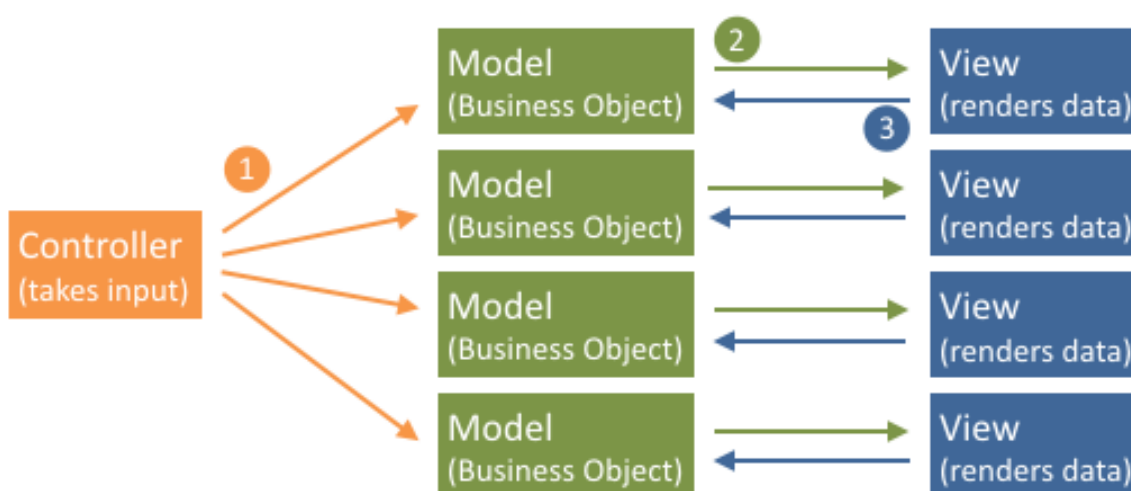 Model
(Business Object)
2
View
(renders data)
3
1
Model
(Business Object)
View
(renders data)
Controller
(takes input)
Model
(Business Object)
View
(renders data)
Model
(Business Object)
View
(renders data)